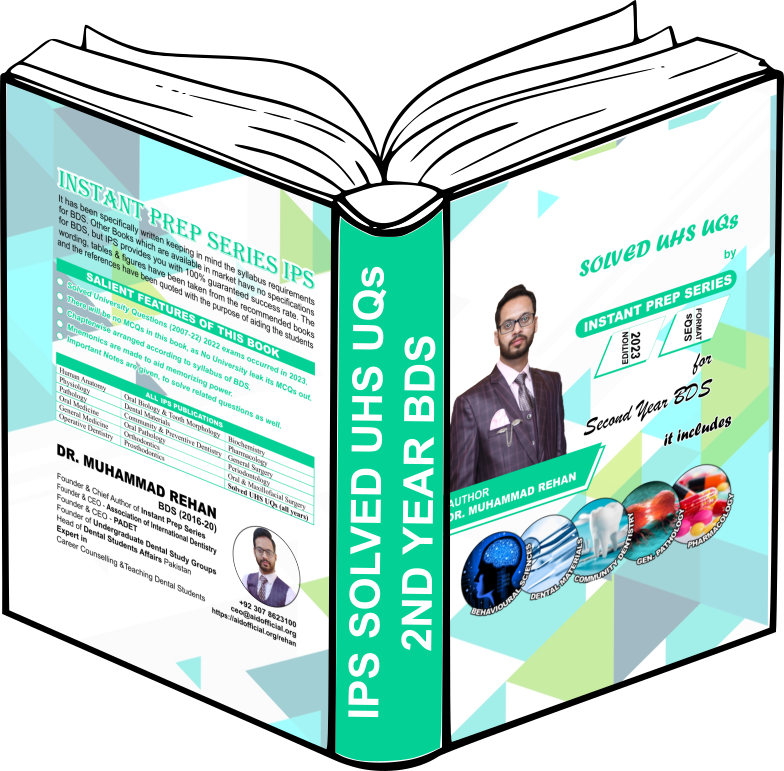 INSTANT PREP SERIES IPS
It has been specifically written keeping in mind the syllabus requirements
for BDS. Other Books which are available in market have no specifications
for BDS, but IPS provides you with 100% guaranteed success rate. The
wording, tables & figures have been taken from the recommended books
and the references have been quoted with the purpose of aiding the students
SALIENT FEATURES OF THIS BOOK
Solved University Questions (2007-22) 2022 exams occurred in 2023.
There will be no MCQs in this book, as No University leak its MCQs out.
Chapterwise arranged according to syllabus of BDS.
Mnemonics are made to aid memorizing power.
Important Notes are given, to solve related questions as well.
ALL IPS PUBLICATIONS
Human Anatomy Oral Biology & Tooth Morphology Biochemistry
Physiology Dental Materials Pharmacology
Pathology Community & Preventive Dentistry General Surgery
Oral Medicine Oral Pathology Periodontology
General Medicine Orthodontics Oral & Maxillofacial Surgery
Operative Dentistry Prosthodontics Solved UHS UQs (all years)
DR. MUHAMMAD REHAN
BDS (2016-20)
Founder & Chief Author of Instant Prep Series
Founder & CEO - Association of International Dentistry
Founder & CEO - PADET
Founder of Undergraduate Dental Study Groups
Head of Dental Students Affairs Pakistan
Expert in
Career Counselling &Teaching Dental Students
+92 307 8623100
ceo@aidofficial.org
https://aidofficial.org/rehan
IPS SOLVED UHS UQs
2ND YEAR BDS
SOLVED UHS UQs
by
INSTANT PREP SERIES
EDITION
2023
FORMAT
SEQs
for
Second Year BDS
it includes
AUTHOR
DR. MUHAMMAD REHAN
BEHAVIOURAL SCIENCES
DENTAL MATERIALS
COMMUNITY DENTISTRY
GEN. PATHOLOGY
PHARMACOLOGY